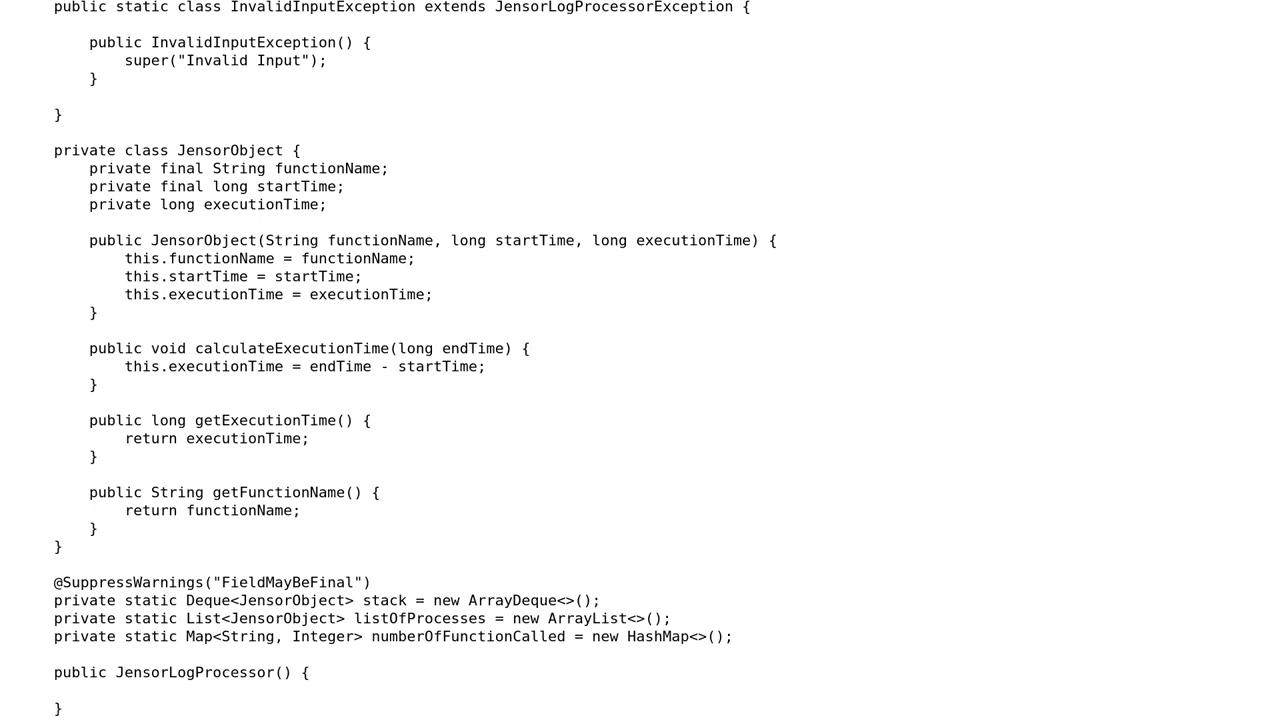 public static class InvalidInputException extends JensorLogProcessorException {
public InvalidInputException() {
super("Invalid Input");
}
}
private class JensorObject {
private final String functionName;
private final long startTime;
private long executionTime;
public JensorObject(String functionName, long startTime, long executionTime) {
this.functionName = functionName;
this.startTime = startTime;
this.executionTime = executionTime;
}
public void calculateExecutionTime(long endTime) {
this.executionTime = endTime - startTime;
}
public long getExecutionTime() {
return executionTime;
}
public String getFunctionName() {
return functionName;
}
}
@SuppressWarnings("FieldMayBeFinal")
private static Deque<JensorObject> stack = new ArrayDeque<>();
private static List<JensorObject> listOfProcesses = new ArrayList<>();
private static Map<String, Integer> numberOfFunctionCalled = new HashMap<>();
public JensorLogProcessor() {
}